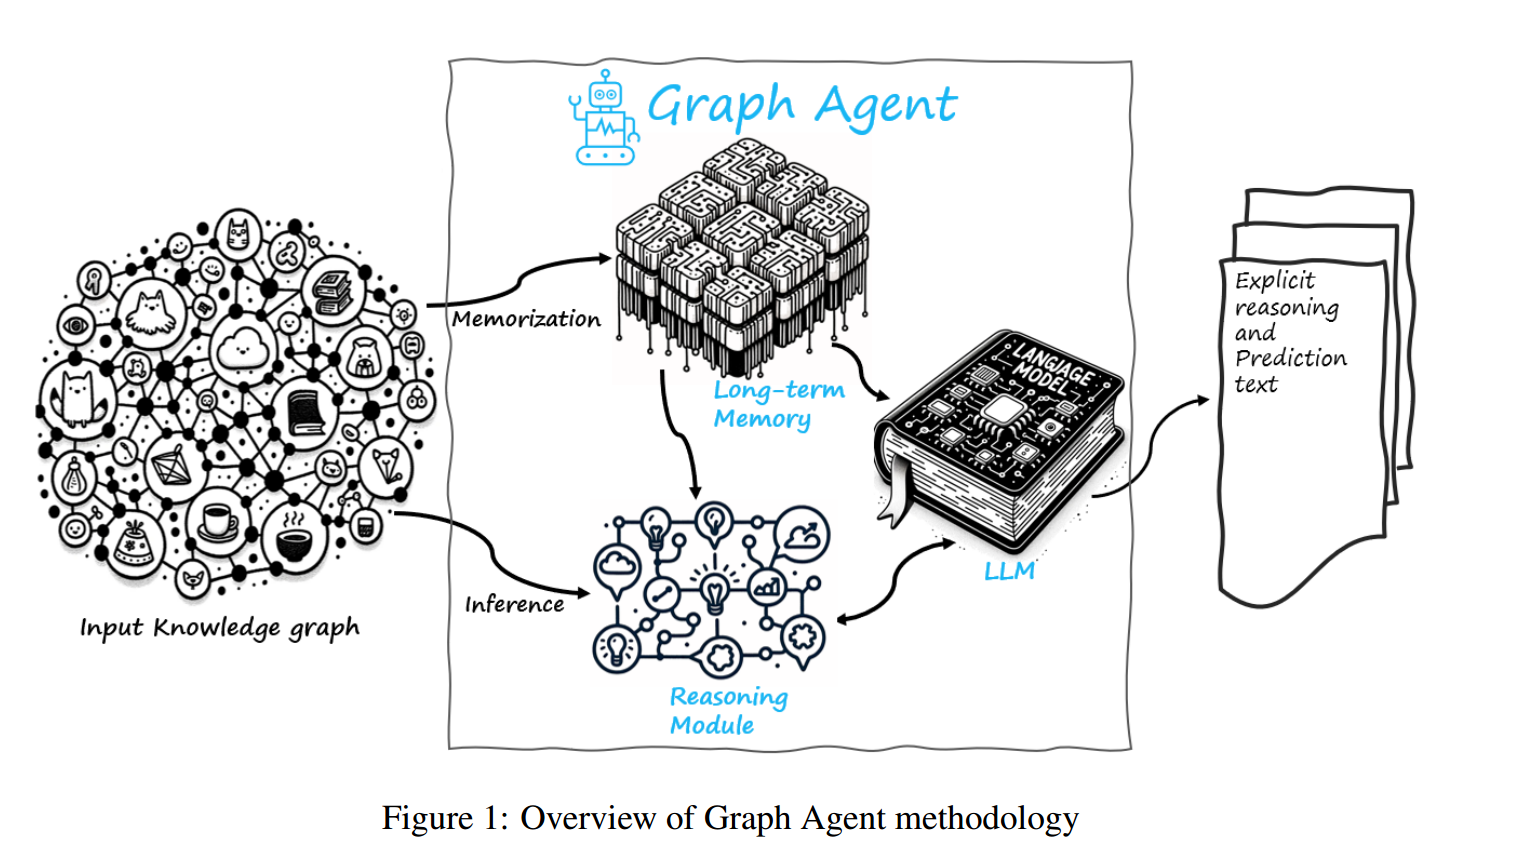 Graph Agent
Memorization
Long-term
Memory
LANGUAGE
MODEL
LLM
Explicit
reasoning
and
Prediction
text
Inference
Input Knowledge graph
Reasoning
Module
Figure 1: Overview of Graph Agent methodology